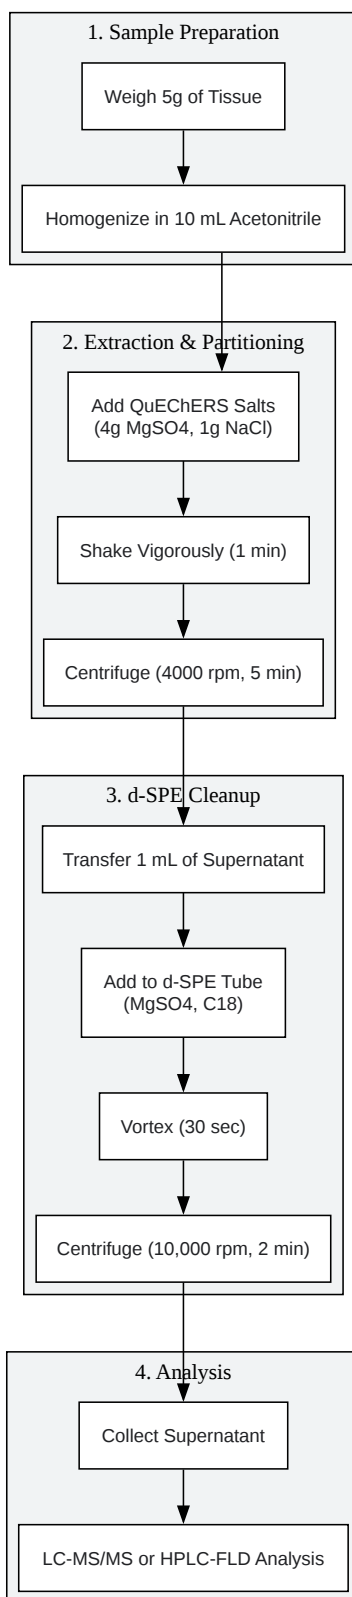 1. Sample Preparation
Weigh 5g of Tissue
Homogenize in 10 mL Acetonitrile
2. Extraction & Partitioning
Add QuEChERS Salts
(4g MgSO4, 1g NaCl)
Shake Vigorously (1 min)
Centrifuge (4000 rpm, 5 min)
3. d-SPE Cleanup
Transfer 1 mL of Supernatant
Add to d-SPE Tube
(MgSO4, C18)
Vortex (30 sec)
Centrifuge (10,000 rpm, 2 min)
4. Analysis
Collect Supernatant
LC-MS/MS or HPLC-FLD Analysis